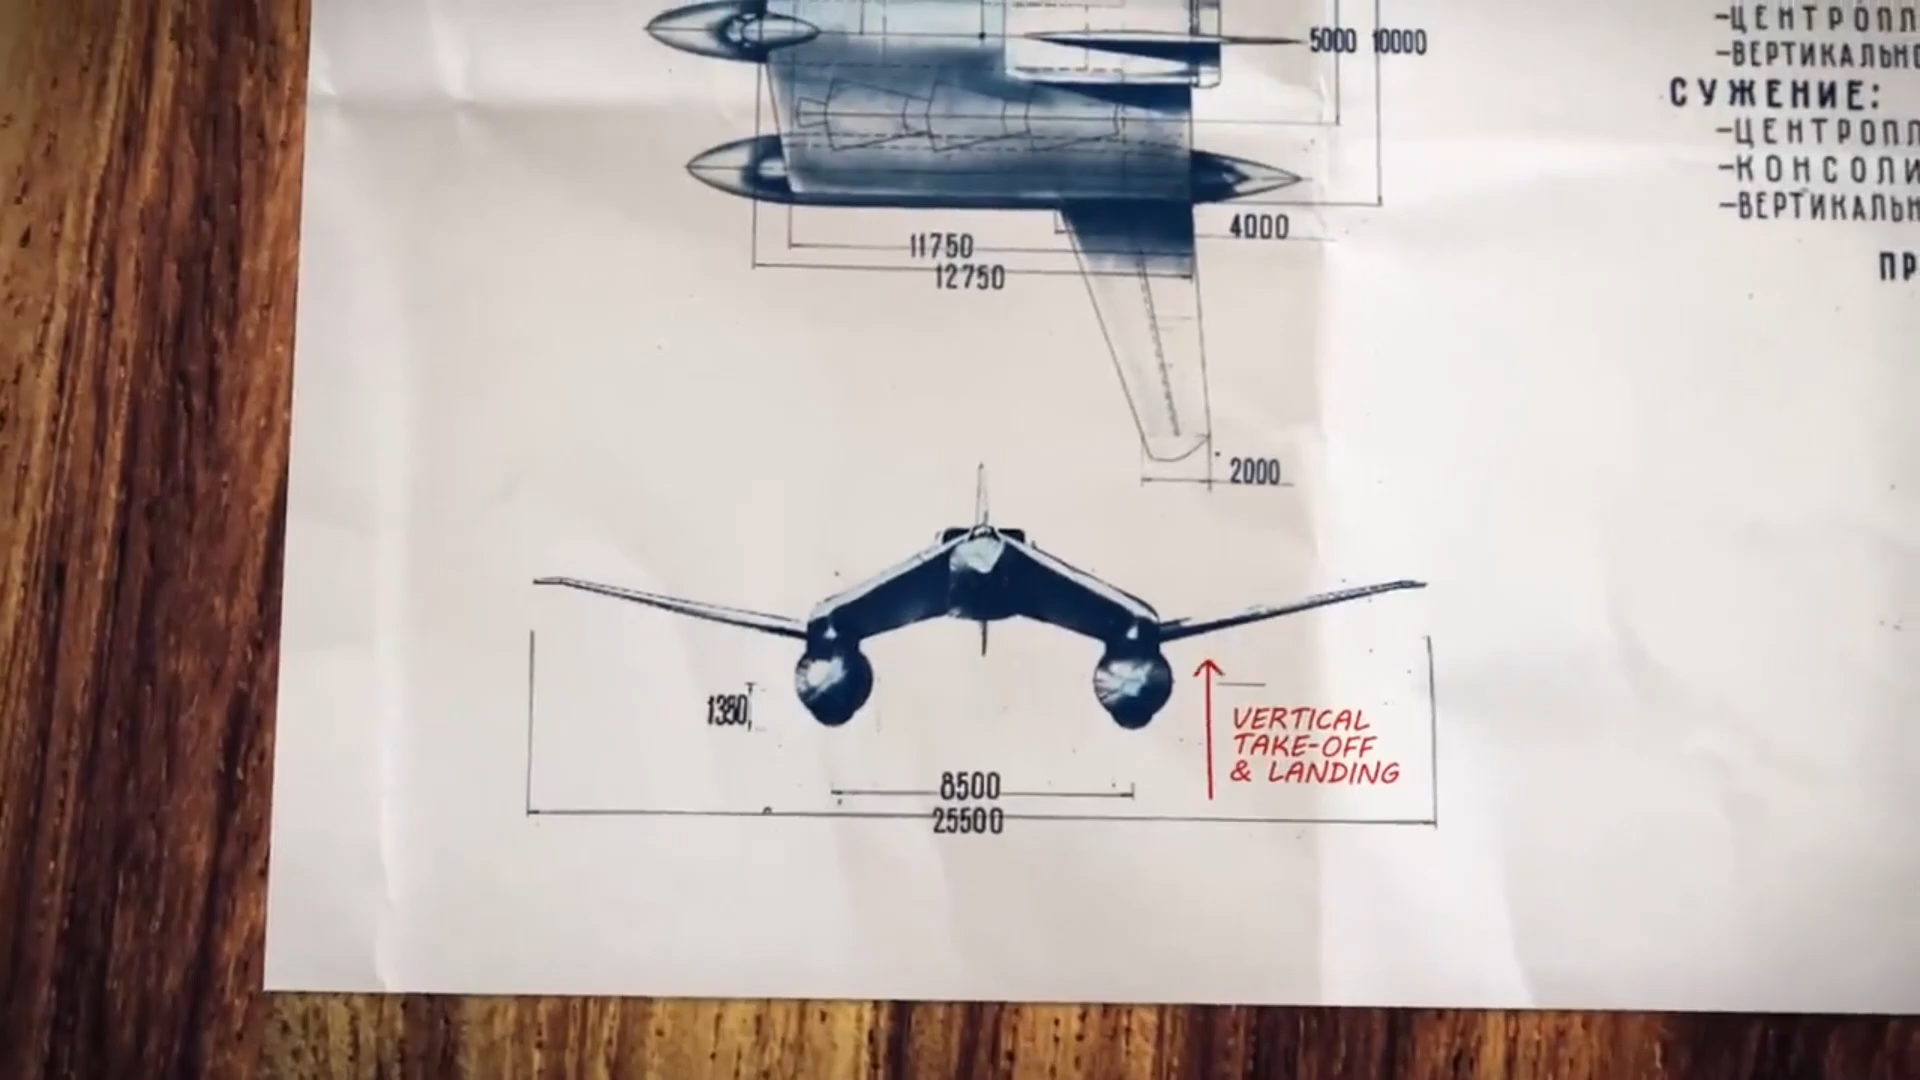 5000 10000
-ЦЕНТРОПЛ
-ВЕРТИКАЛЬНО
СУЖЕНИЕ:
-ЦЕНТРОПЛ
-КОНСОЛИ
-ВЕРТИКАЛЬН
ПР
4000
11750
12750
2000
1380
VERTICAL
TAKE-OFF
& LANDING
8500
25500